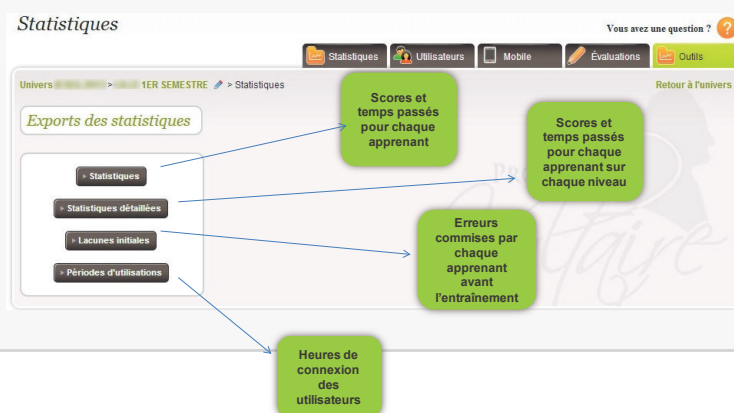 Statistiques
Vous avez une question ? ?
Statistiques Utilisateurs Mobile Évaluations Outils
Univers > 1ER SEMESTRE > Statistiques
Retour à l'univers
Exports des statistiques
Statistiques
Statistiques détaillées
Lacunes initiales
Périodes d'utilisations
Scores et
temps passés
pour chaque
apprenant
Scores et
temps passés
pour chaque
apprenant sur
chaque niveau
Erreurs
commises par
chaque
apprenant
avant
l'entraînement
Heures de
connexion
des
utilisateurs